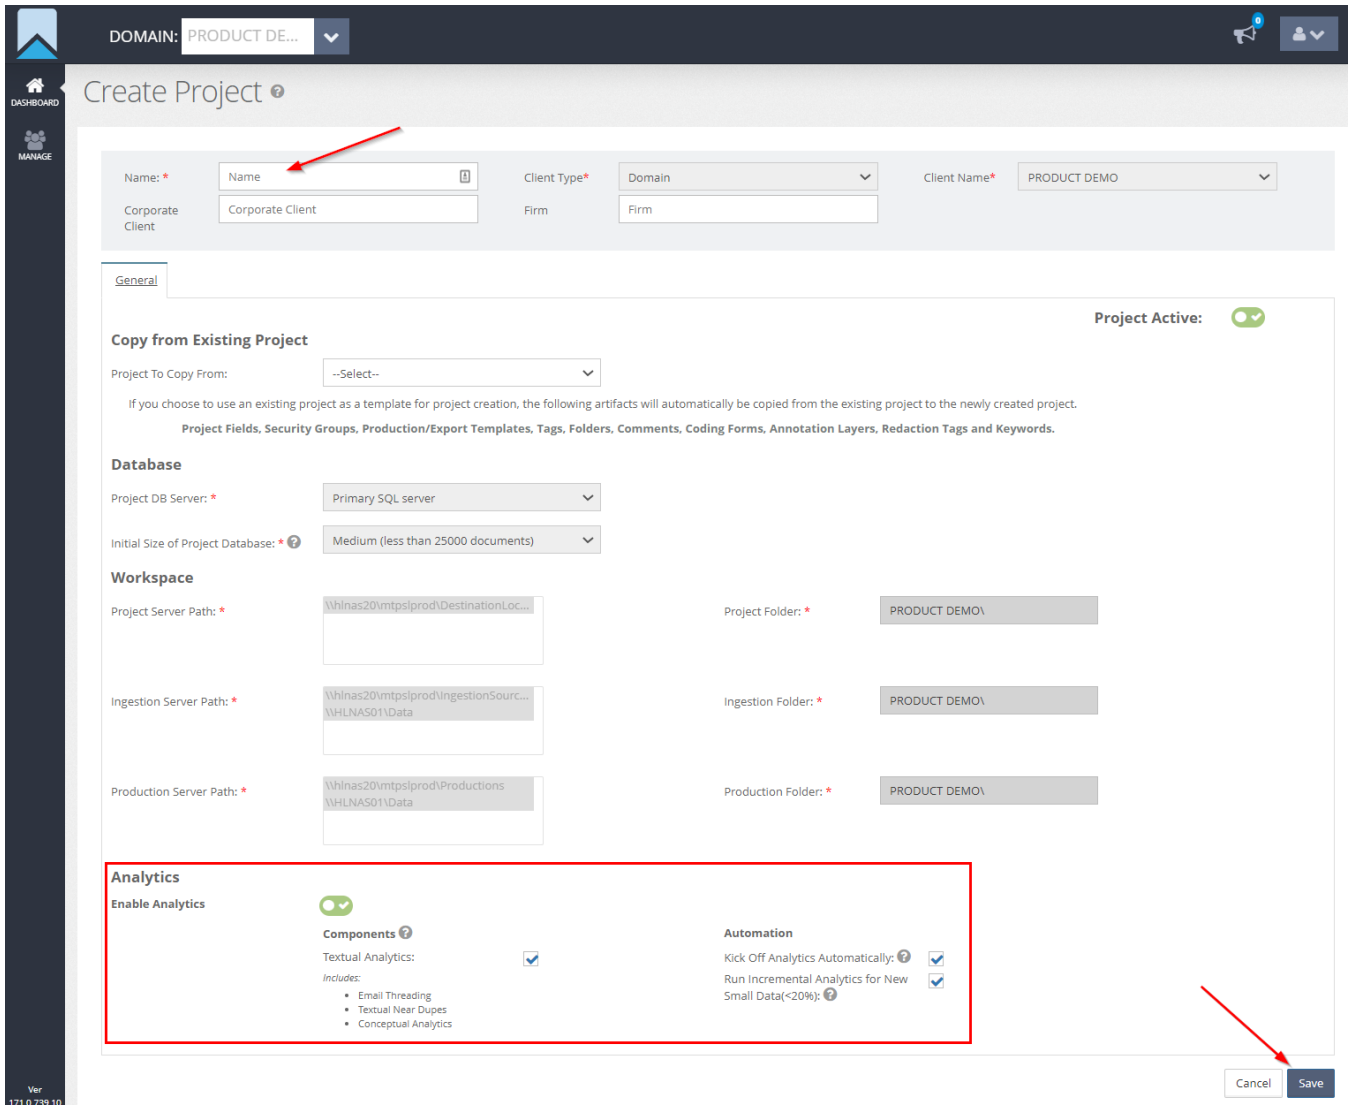 DOMAIN: PRODUCT DE...
0
DASHBOARD
MANAGE
Create Project ?
Name: * Name Client Type* Domain Client Name* PRODUCT DEMO
Corporate Client Corporate Client Firm Firm
General
Project Active:
Copy from Existing Project
Project To Copy From: --Select--
If you choose to use an existing project as a template for project creation, the following artifacts will automatically be copied from the existing project to the newly created project.
Project Fields, Security Groups, Production/Export Templates, Tags, Folders, Comments, Coding Forms, Annotation Layers, Redaction Tags and Keywords.
Database
Project DB Server: * Primary SQL server
Initial Size of Project Database: * ? Medium (less than 25000 documents)
Workspace
Project Server Path: * \\hlnas20\mtpslprod\DestinationLoc... Project Folder: * PRODUCT DEMO\
Ingestion Server Path: * \\hlnas20\mtpslprod\IngestionSourc... Ingestion Folder: * PRODUCT DEMO\
\\HLNAS01\Data
Production Server Path: * \\hlnas20\mtpslprod\Productions Production Folder: * PRODUCT DEMO\
\\HLNAS01\Data
Analytics
Enable Analytics
Components ? Automation
Textual Analytics: Kick Off Analytics Automatically: ?
Includes: Run Incremental Analytics for New
Small Data(<20%): ?
• Email Threading
• Textual Near Dupes
• Conceptual Analytics
Cancel Save
Ver
171.0.739.10